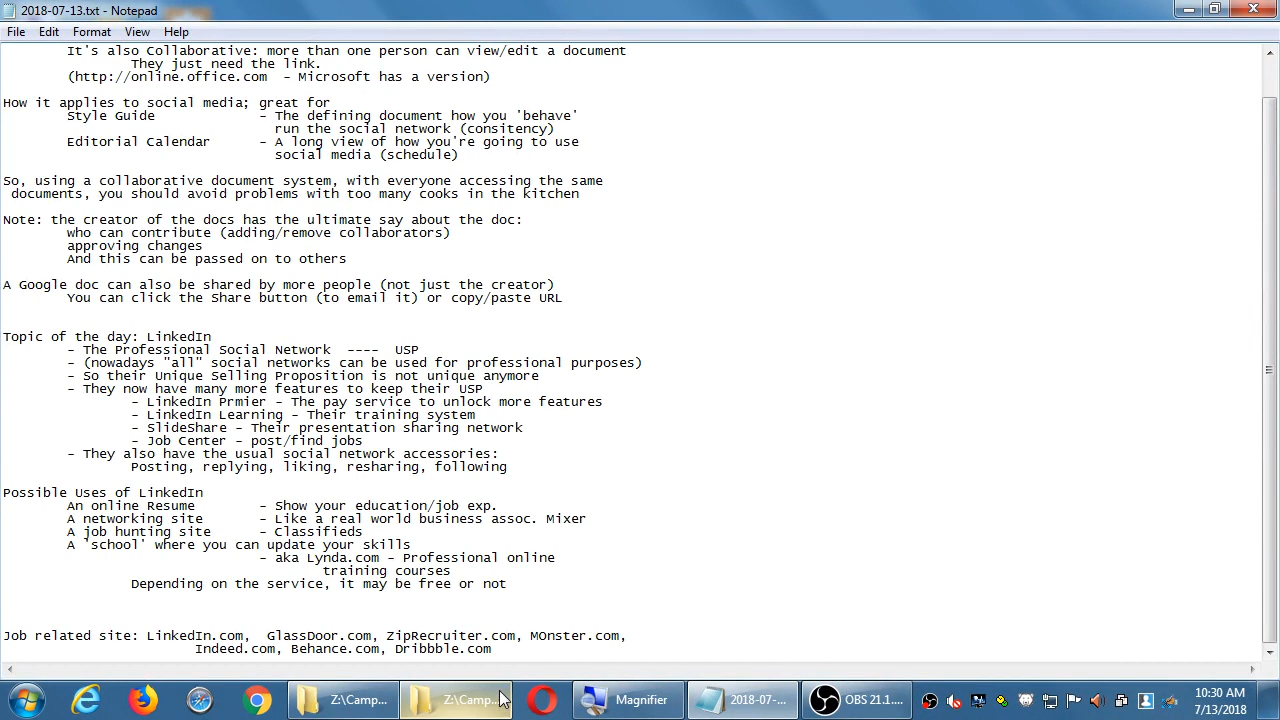 2018-07-13.txt - Notepad
File Edit Format View Help
It's also Collaborative: more than one person can view/edit a document
They just need the link.
(http://online.office.com - Microsoft has a version)
How it applies to social media; great for
Style Guide - The defining document how you 'behave'
run the social network (consitency)
Editorial Calendar - A long view of how you're going to use
social media (schedule)
So, using a collaborative document system, with everyone accessing the same
documents, you should avoid problems with too many cooks in the kitchen
Note: the creator of the docs has the ultimate say about the doc:
who can contribute (adding/remove collaborators)
approving changes
And this can be passed on to others
A Google doc can also be shared by more people (not just the creator)
You can click the Share button (to email it) or copy/paste URL
Topic of the day: LinkedIn
- The Professional Social Network ---- USP
- (nowadays "all" social networks can be used for professional purposes)
- So their Unique Selling Proposition is not unique anymore
- They now have many more features to keep their USP
- LinkedIn Prmier - The pay service to unlock more features
- LinkedIn Learning - Their training system
- SlideShare - Their presentation sharing network
- Job Center - post/find jobs
- They also have the usual social network accessories:
Posting, replying, liking, resharing, following
Possible Uses of LinkedIn
An online Resume - Show your education/job exp.
A networking site - Like a real world business assoc. Mixer
A job hunting site - Classifieds
A 'school' where you can update your skills
- aka Lynda.com - Professional online
training courses
Depending on the service, it may be free or not
Job related site: LinkedIn.com, GlassDoor.com, ZipRecruiter.com, MOnster.com,
Indeed.com, Behance.com, Dribbble.com
Z:\Camp... Z:\Camp... Magnifier 2018-07-... OBS 21.1.... 10:30 AM
7/13/2018